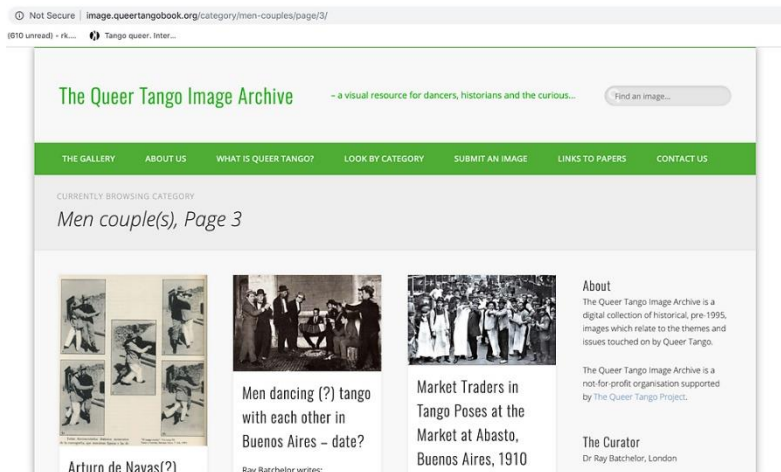 Not Secure | image.queertangobook.org/category/men-couples/page/3/
(610 unread) - rk.... Tango queer. Inter...
The Queer Tango Image Archive
– a visual resource for dancers, historians and the curious...
Find an image...
THE GALLERY ABOUT US WHAT IS QUEER TANGO? LOOK BY CATEGORY SUBMIT AN IMAGE LINKS TO PAPERS CONTACT US
CURRENTLY BROWSING CATEGORY
Men couple(s), Page 3
Arturo de Navas(?)
Men dancing (?) tango
with each other in
Buenos Aires – date?
Ray Batchelor writes:
Market Traders in
Tango Poses at the
Market at Abasto,
Buenos Aires, 1910
About
The Queer Tango Image Archive is a
digital collection of historical, pre-1995,
images which relate to the themes and
issues touched on by Queer Tango.
The Queer Tango Image Archive is a
not-for-profit organisation supported
by The Queer Tango Project.
The Curator
Dr Ray Batchelor, London